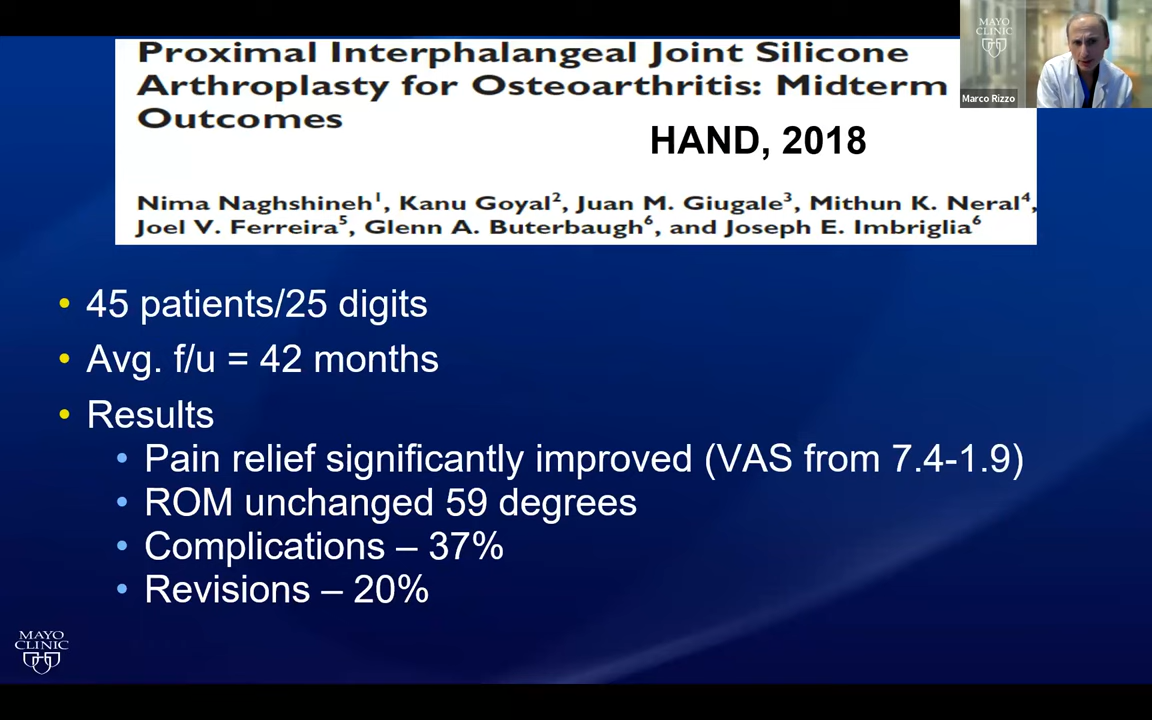 Proximal Interphalangeal Joint Silicone
Arthroplasty for Osteoarthritis: Midterm
Outcomes
HAND, 2018
Nima Naghshineh¹, Kanu Goyal², Juan M. Giugale³, Mithun K. Neral⁴,
Joel V. Ferreira⁵, Glenn A. Buterbaugh⁶, and Joseph E. Imbriglia⁶
MAYO
CLINIC
Marco Rizzo
• 45 patients/25 digits
• Avg. f/u = 42 months
• Results
• Pain relief significantly improved (VAS from 7.4-1.9)
• ROM unchanged 59 degrees
• Complications – 37%
• Revisions – 20%
MAYO
CLINIC